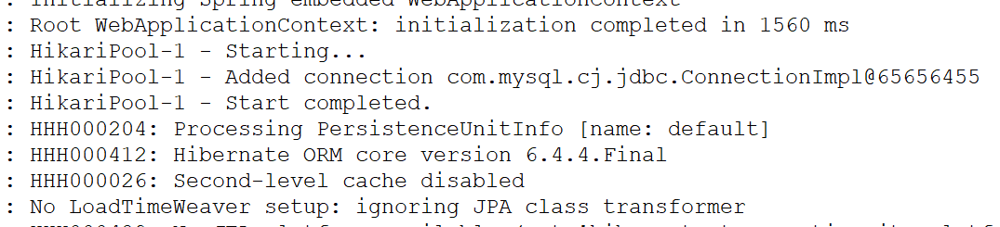 : Initializing Spring embedded WebApplicationContext
: Root WebApplicationContext: initialization completed in 1560 ms
: HikariPool-1 - Starting...
: HikariPool-1 - Added connection com.mysql.cj.jdbc.ConnectionImpl@65656455
: HikariPool-1 - Start completed.
: HHH000204: Processing PersistenceUnitInfo [name: default]
: HHH000412: Hibernate ORM core version 6.4.4.Final
: HHH000026: Second-level cache disabled
: No LoadTimeWeaver setup: ignoring JPA class transformer